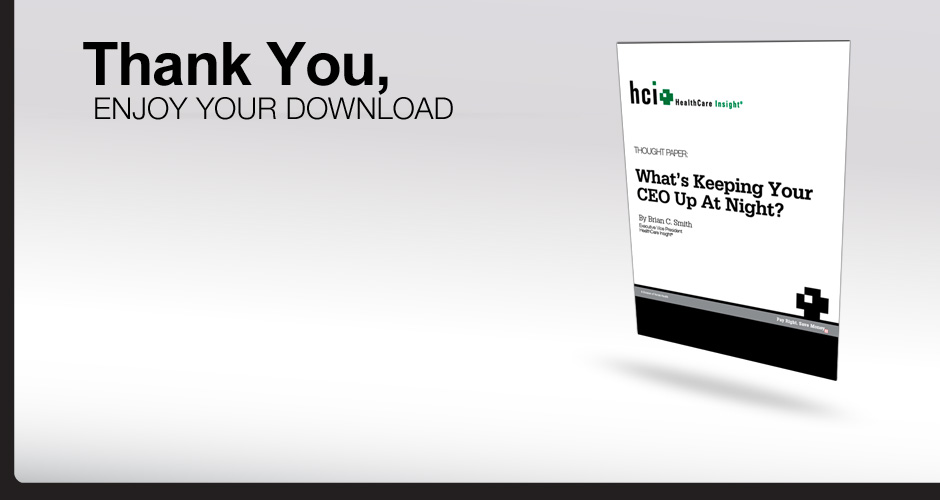 Thank You,
ENJOY YOUR DOWNLOAD
hci HealthCare Insight®
THOUGHT PAPER:
What's Keeping Your
CEO Up At Night?
By Brian C. Smith
Executive Vice President
HealthCare Insight®
Pay Right. Save Money.